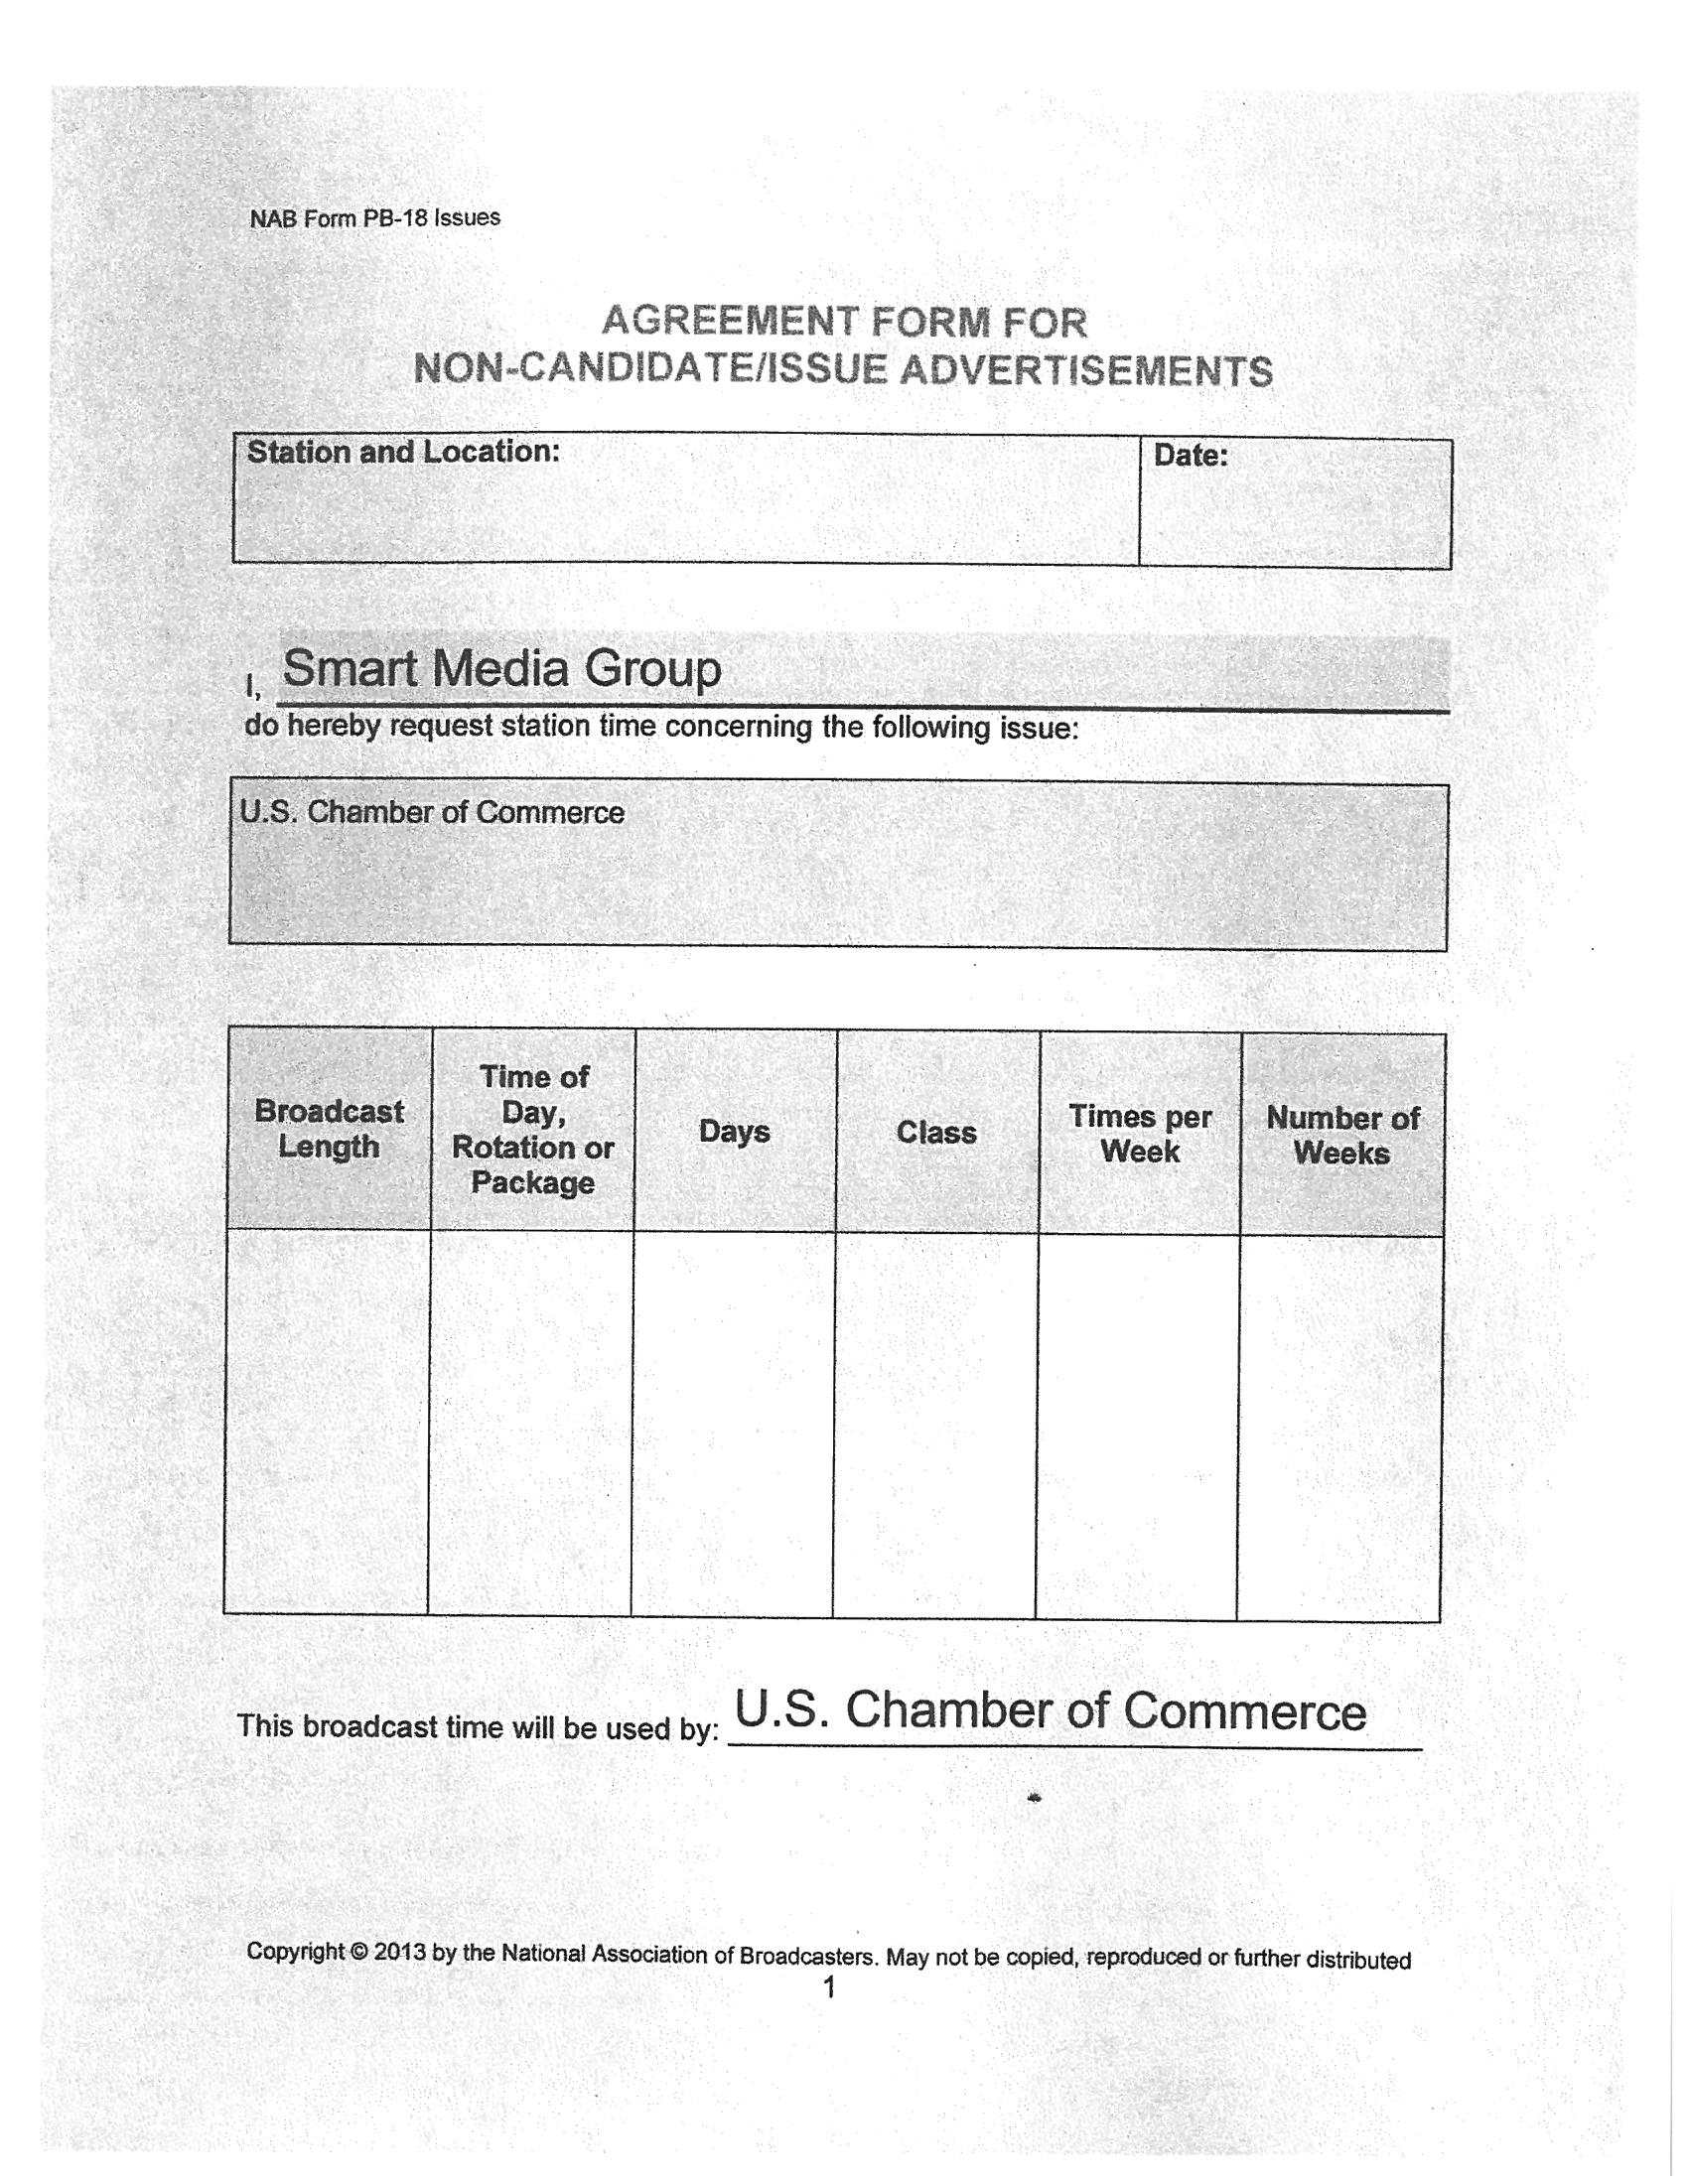 NAB Form PB-18 Issues
AGREEMENT FORM FOR
NON-CANDIDATE/ISSUE ADVERTISEMENTS
Station and Location:
Date:
I, Smart Media Group
do hereby request station time concerning the following issue:
U.S. Chamber of Commerce
Broadcast
Length
Time of
Day,
Rotation or
Package
Days
Class
Times per
Week
Number of
Weeks
This broadcast time will be used by: U.S. Chamber of Commerce
Copyright © 2013 by the National Association of Broadcasters. May not be copied, reproduced or further distributed
1